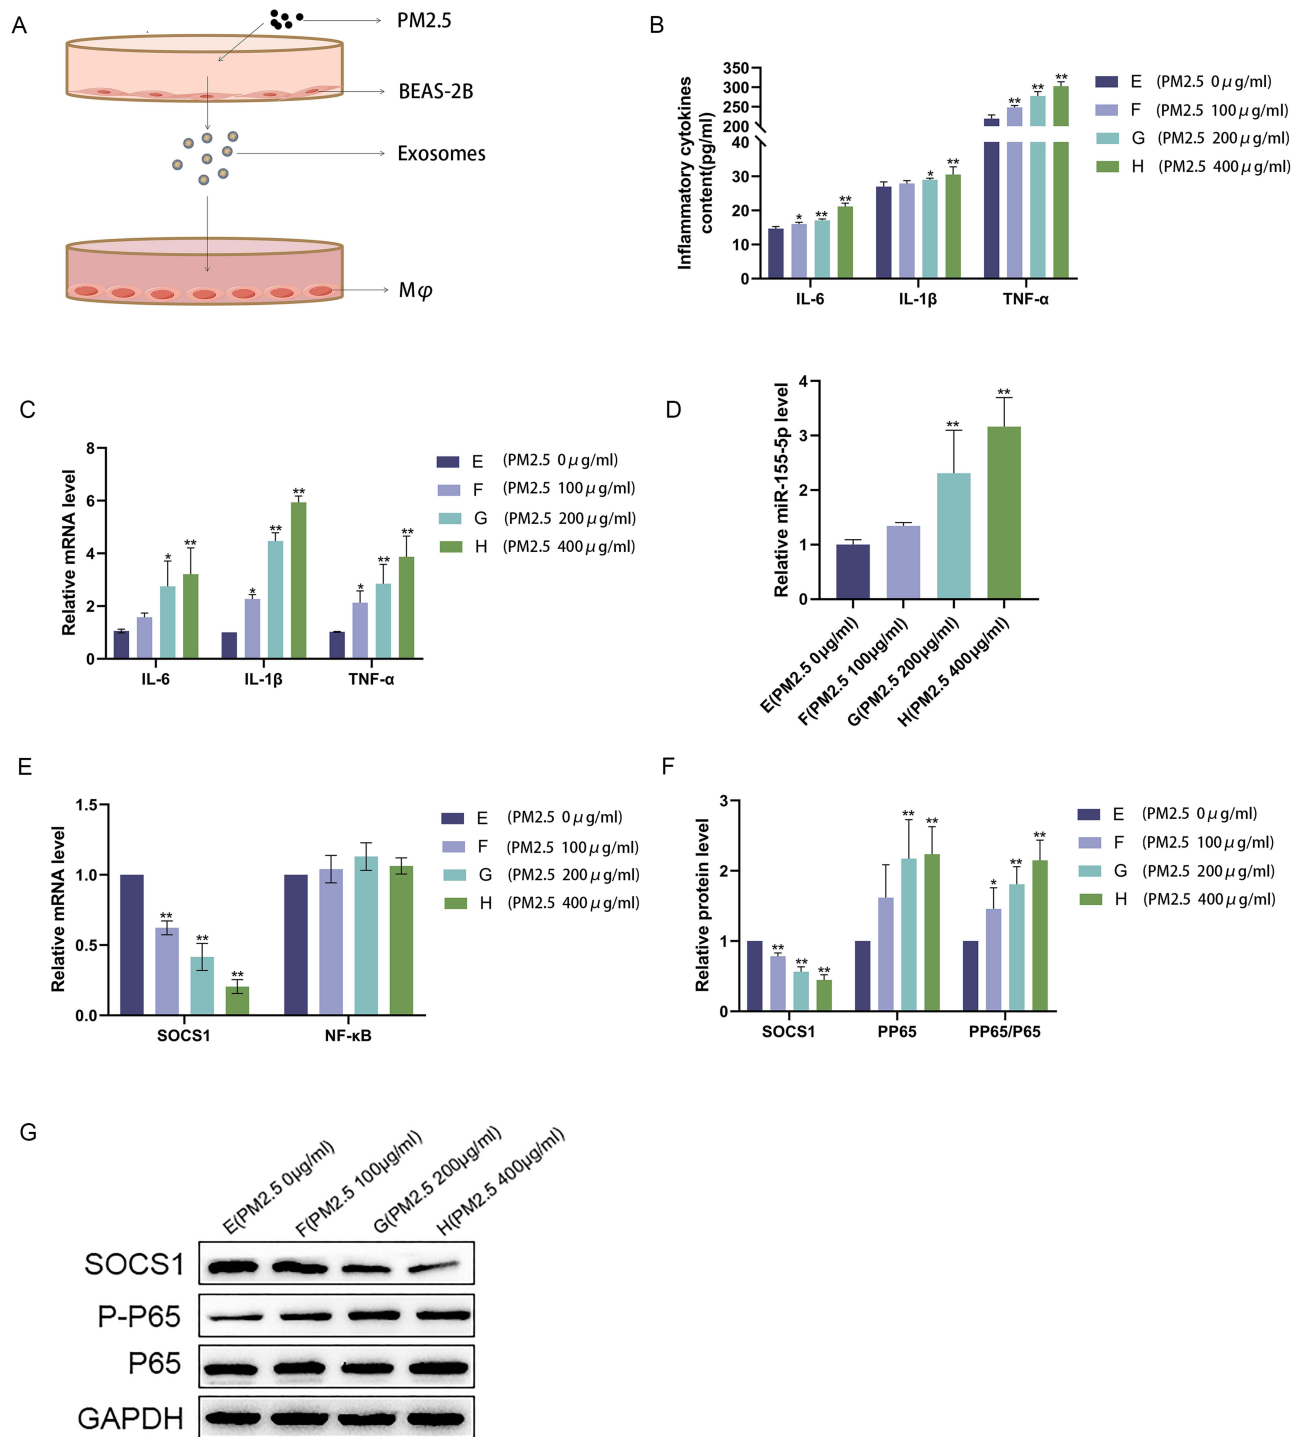 A
PM2.5
BEAS-2B
Exosomes
Mφ
B
Inflammatory cytokines
content(pg/ml)
350
300
250
200
40
30
20
10
0
**
**
**
**
*
**
*
**
**
IL-6
IL-1β
TNF-α
E (PM2.5 0μg/ml)
F (PM2.5 100μg/ml)
G (PM2.5 200μg/ml)
H (PM2.5 400μg/ml)
C
Relative mRNA level
8
6
4
2
0
*
**
*
**
**
*
**
**
IL-6
IL-1β
TNF-α
E (PM2.5 0μg/ml)
F (PM2.5 100μg/ml)
G (PM2.5 200μg/ml)
H (PM2.5 400μg/ml)
D
Relative miR-155-5p level
4
3
2
1
0
**
**
E(PM2.5 0μg/ml)
F(PM2.5 100μg/ml)
G(PM2.5 200μg/ml)
H(PM2.5 400μg/ml)
E
Relative mRNA level
1.5
1.0
0.5
0.0
**
**
**
SOCS1
NF-κB
E (PM2.5 0μg/ml)
F (PM2.5 100μg/ml)
G (PM2.5 200μg/ml)
H (PM2.5 400μg/ml)
F
Relative protein level
3
2
1
0
**
**
**
**
**
*
**
**
SOCS1
PP65
PP65/P65
E (PM2.5 0μg/ml)
F (PM2.5 100μg/ml)
G (PM2.5 200μg/ml)
H (PM2.5 400μg/ml)
G
E(PM2.5 0μg/ml)
F(PM2.5 100μg/ml)
G(PM2.5 200μg/ml)
H(PM2.5 400μg/ml)
SOCS1
P-P65
P65
GAPDH